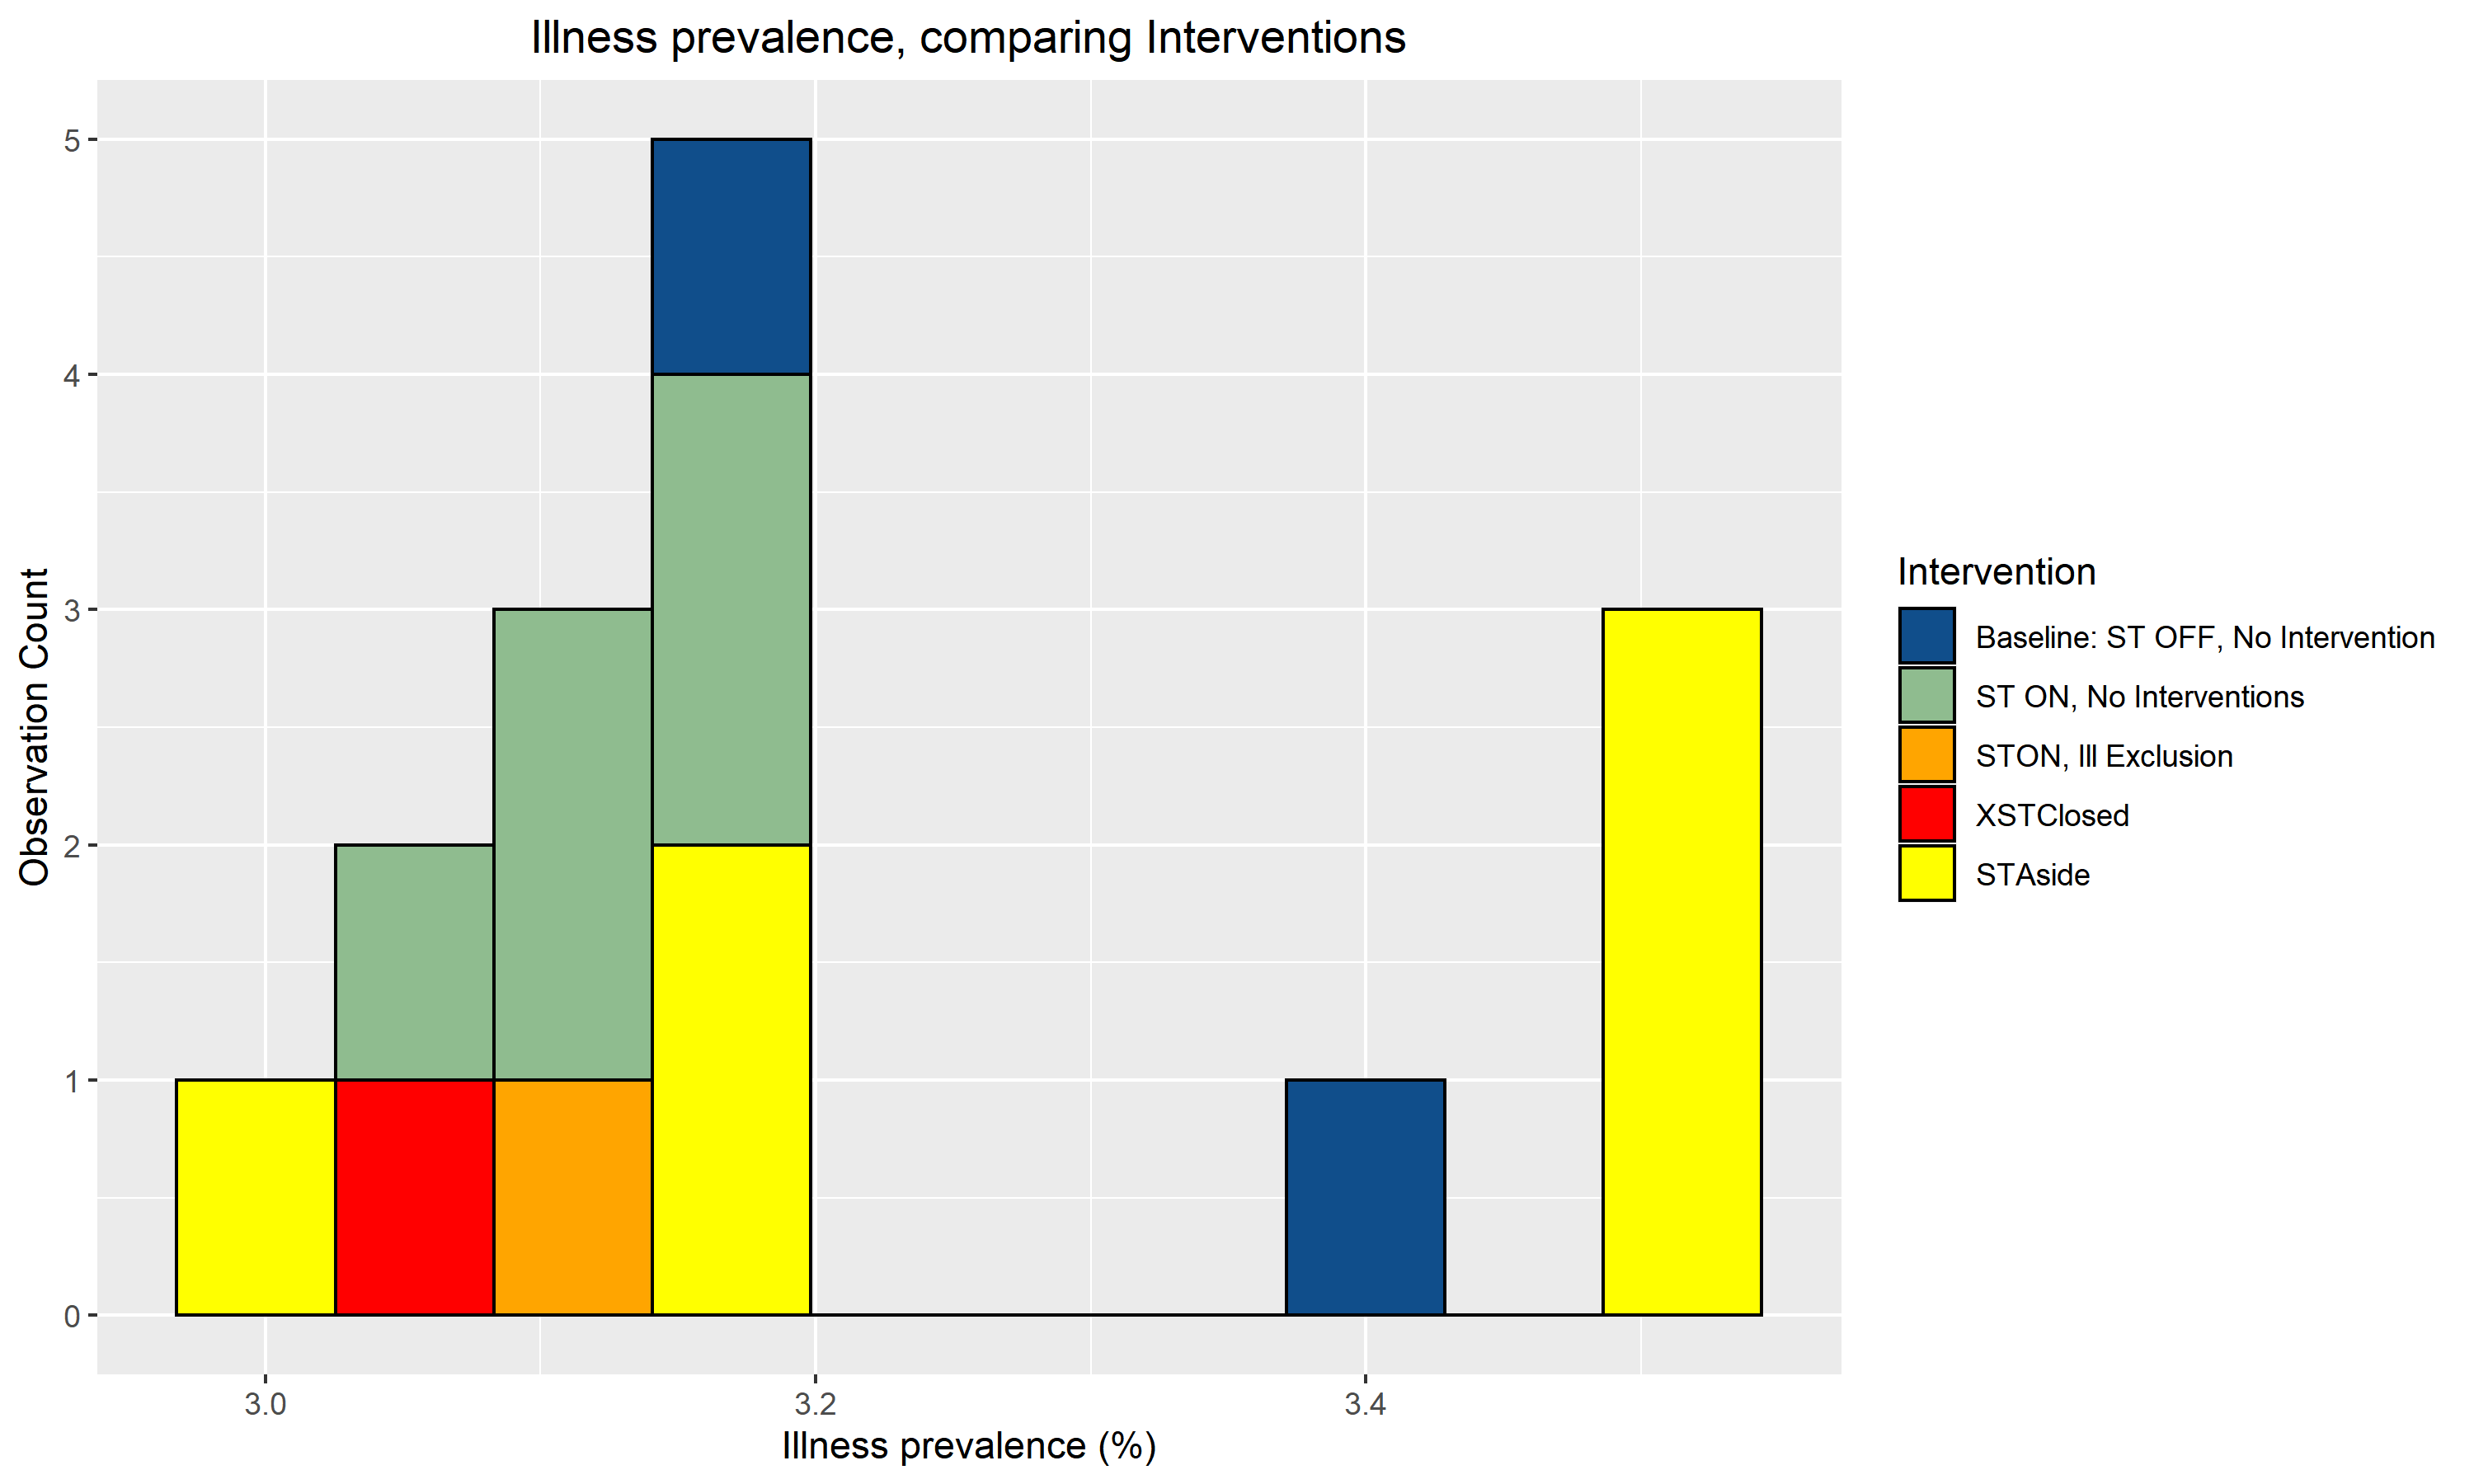 Illness prevalence, comparing Interventions
5
4
3
2
1
0
Observation Count
3.0 3.2 3.4
Illness prevalence (%)
Intervention
Baseline: ST OFF, No Intervention
ST ON, No Interventions
STON, Ill Exclusion
XSTClosed
STAside